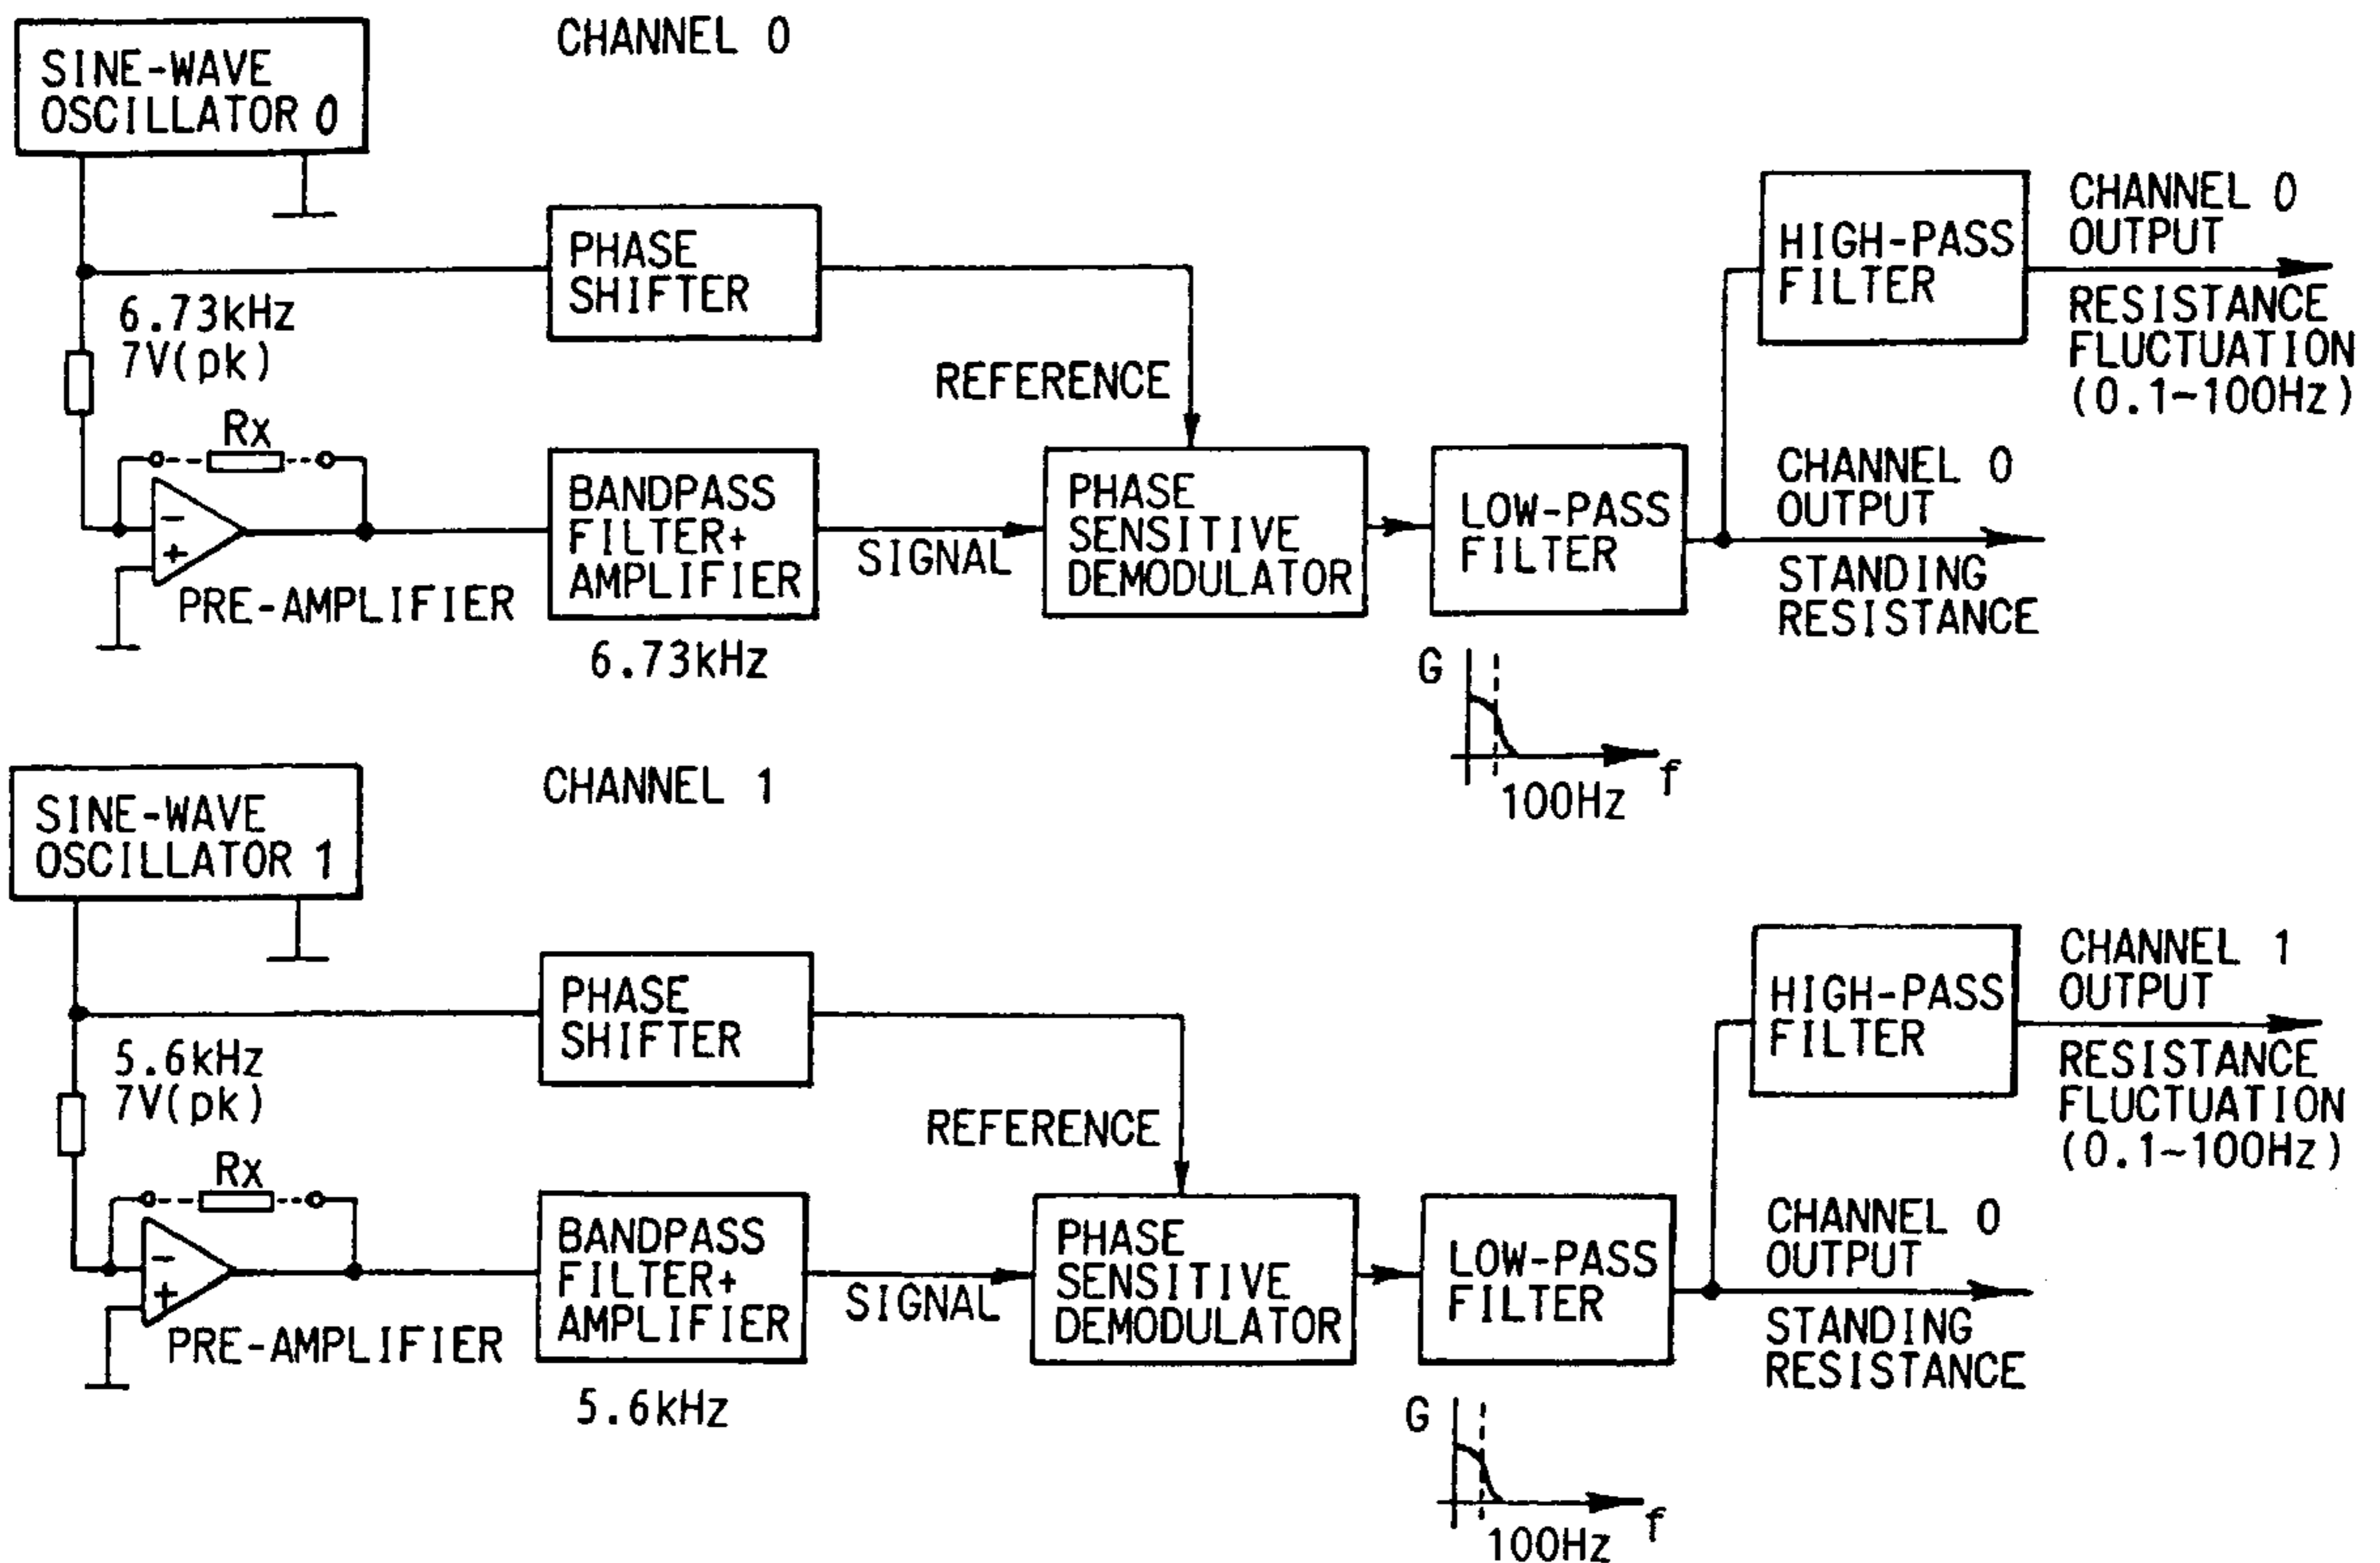 CHANNEL 0
SINE-WAVE
OSCILLATOR 0
6.73kHz
7V(pk)
PHASE
SHIFTER
REFERENCE
Rx
-
+
PRE-AMPLIFIER
BANDPASS
FILTER+
AMPLIFIER
6.73kHz
SIGNAL
PHASE
SENSITIVE
DEMODULATOR
LOW-PASS
FILTER
G
100Hz
f
HIGH-PASS
FILTER
CHANNEL 0
OUTPUT
RESISTANCE
FLUCTUATION
(0.1~100Hz)
CHANNEL 0
OUTPUT
STANDING
RESISTANCE
CHANNEL 1
SINE-WAVE
OSCILLATOR 1
5.6kHz
7V(pk)
PHASE
SHIFTER
REFERENCE
Rx
-
+
PRE-AMPLIFIER
BANDPASS
FILTER+
AMPLIFIER
5.6kHz
SIGNAL
PHASE
SENSITIVE
DEMODULATOR
LOW-PASS
FILTER
G
100Hz
f
HIGH-PASS
FILTER
CHANNEL 1
OUTPUT
RESISTANCE
FLUCTUATION
(0.1~100Hz)
CHANNEL 0
OUTPUT
STANDING
RESISTANCE